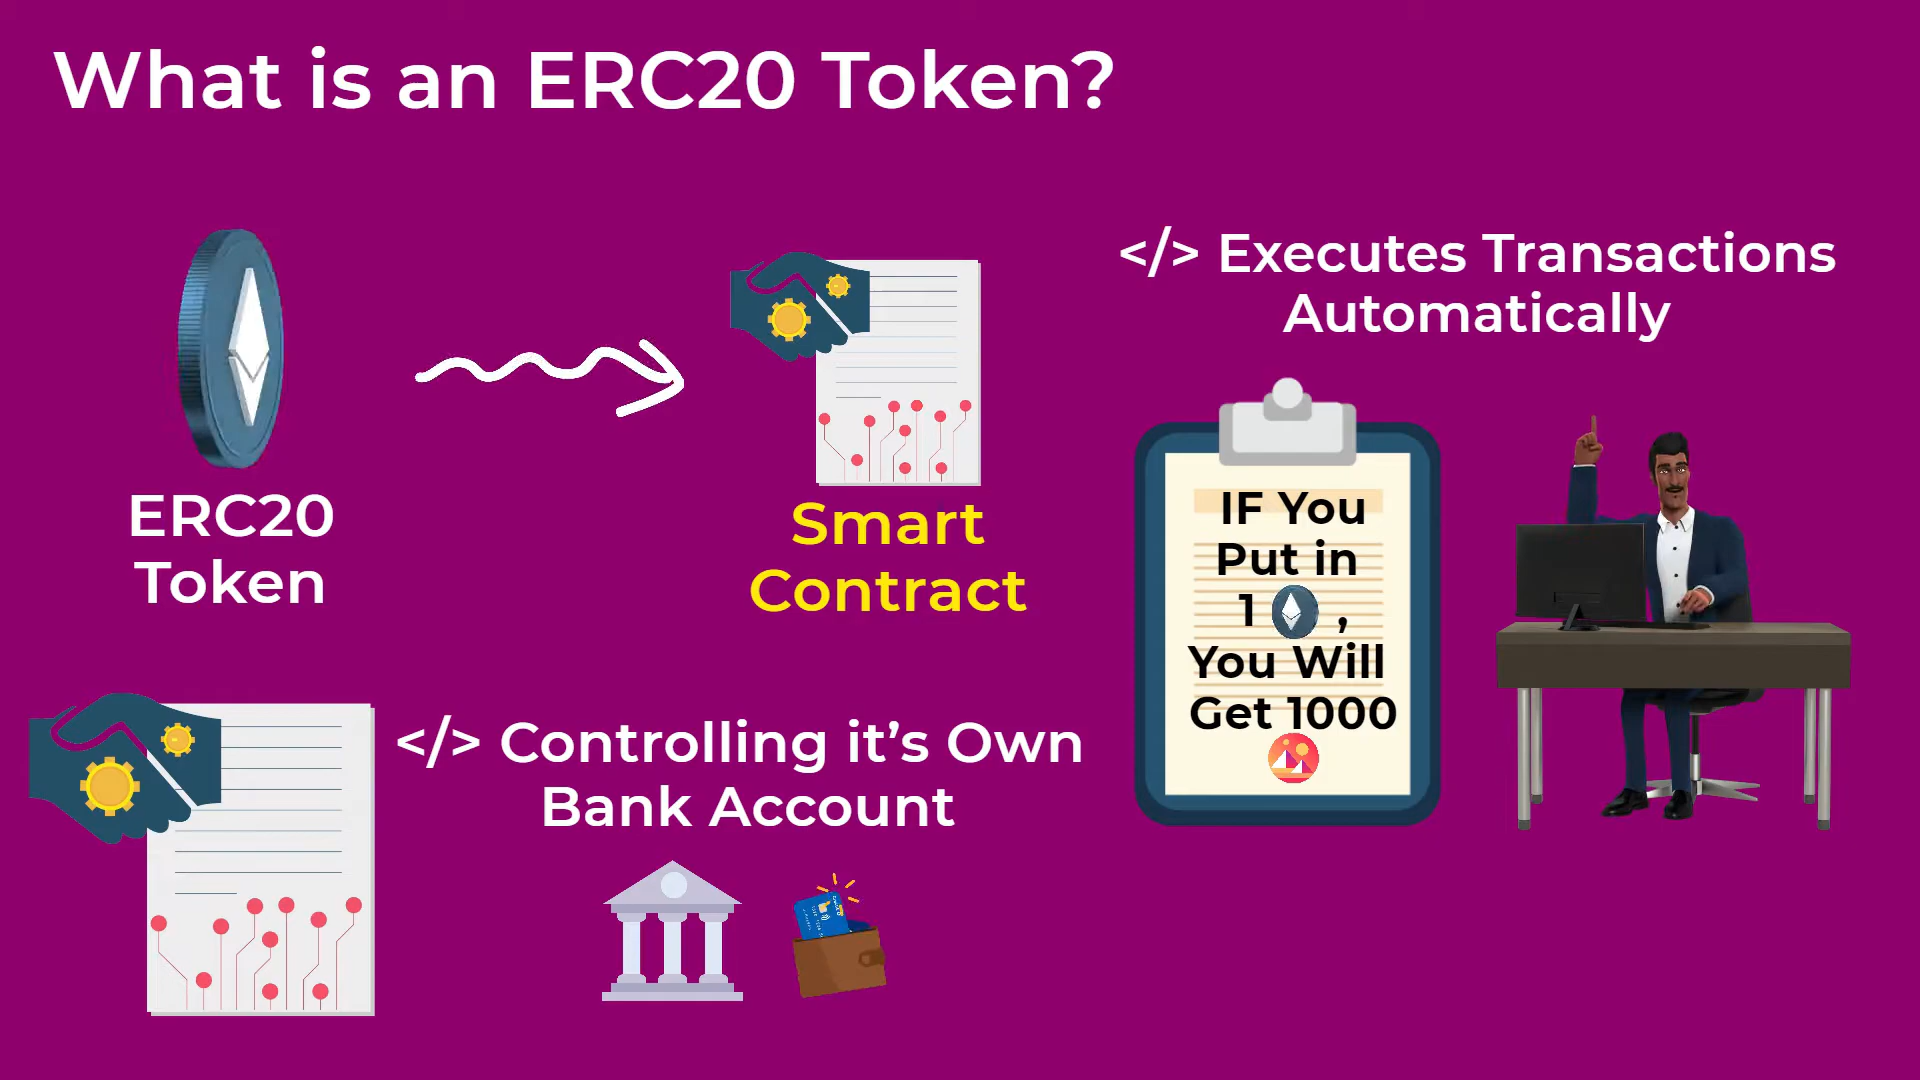 What is an ERC20 Token?
</> Executes Transactions
Automatically
ERC20
Token
Smart
Contract
IF You
Put in
1 ,
You Will
Get 1000
</> Controlling it’s Own
Bank Account